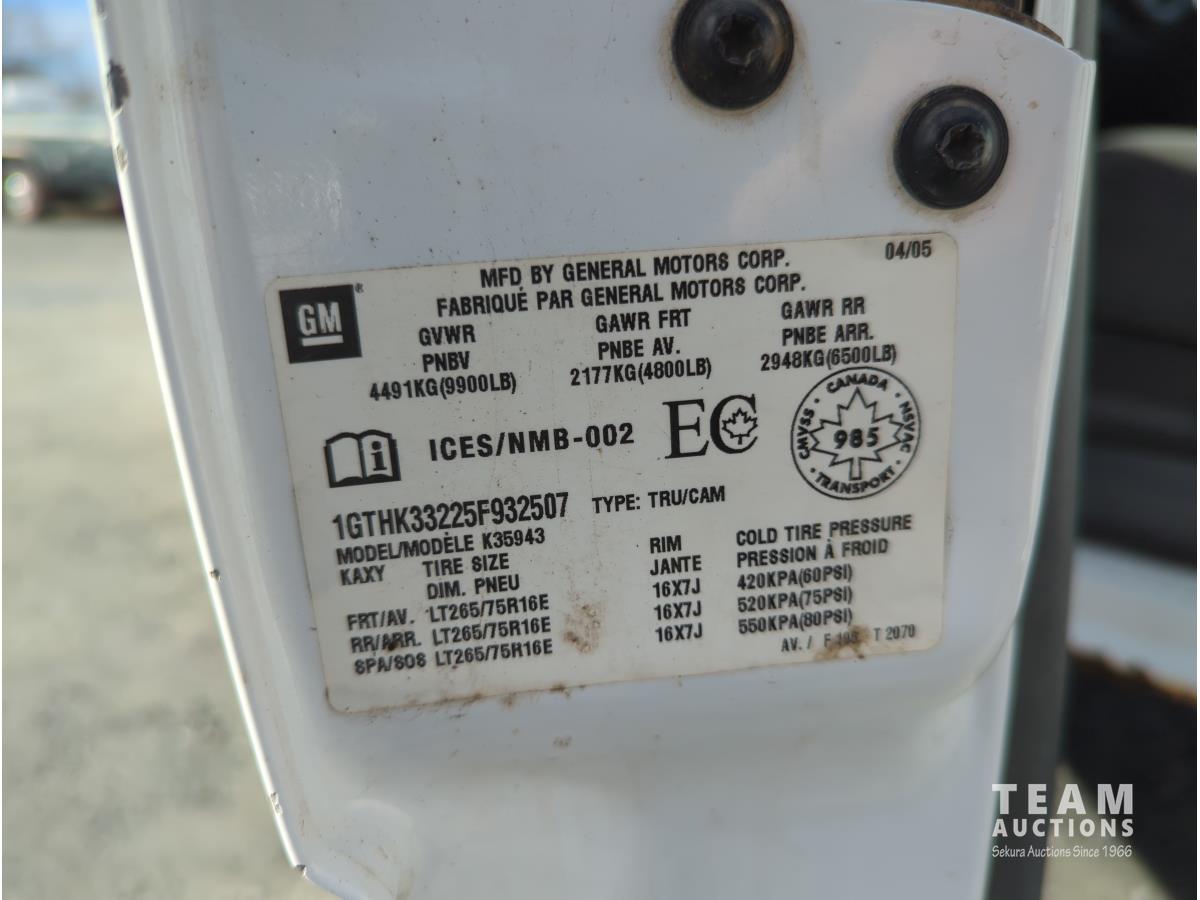 04/05
MFD BY GENERAL MOTORS CORP.
FABRIQUÉ PAR GENERAL MOTORS CORP.
GM ®
GVWR GAWR FRT GAWR RR
PNBV PNBE AV. PNBE ARR.
4491KG(9900LB) 2177KG(4800LB) 2948KG(6500LB)
i ICES/NMB-002 EC
CANADA
CMVSS 985 NSVAC
TRANSPORT
1GTHK33225F932507 TYPE: TRU/CAM
MODEL/MODÈLE K35943
KAXY TIRE SIZE RIM COLD TIRE PRESSURE
DIM. PNEU JANTE PRESSION À FROID
FRT/AV. LT265/75R16E 16X7J 420KPA(60PSI)
RR/ARR. LT265/75R16E 16X7J 520KPA(75PSI)
SPA/SOS LT265/75R16E 16X7J 550KPA(80PSI)
AV. / T 2070
TEAM
AUCTIONS
Sekura Auctions Since 1966